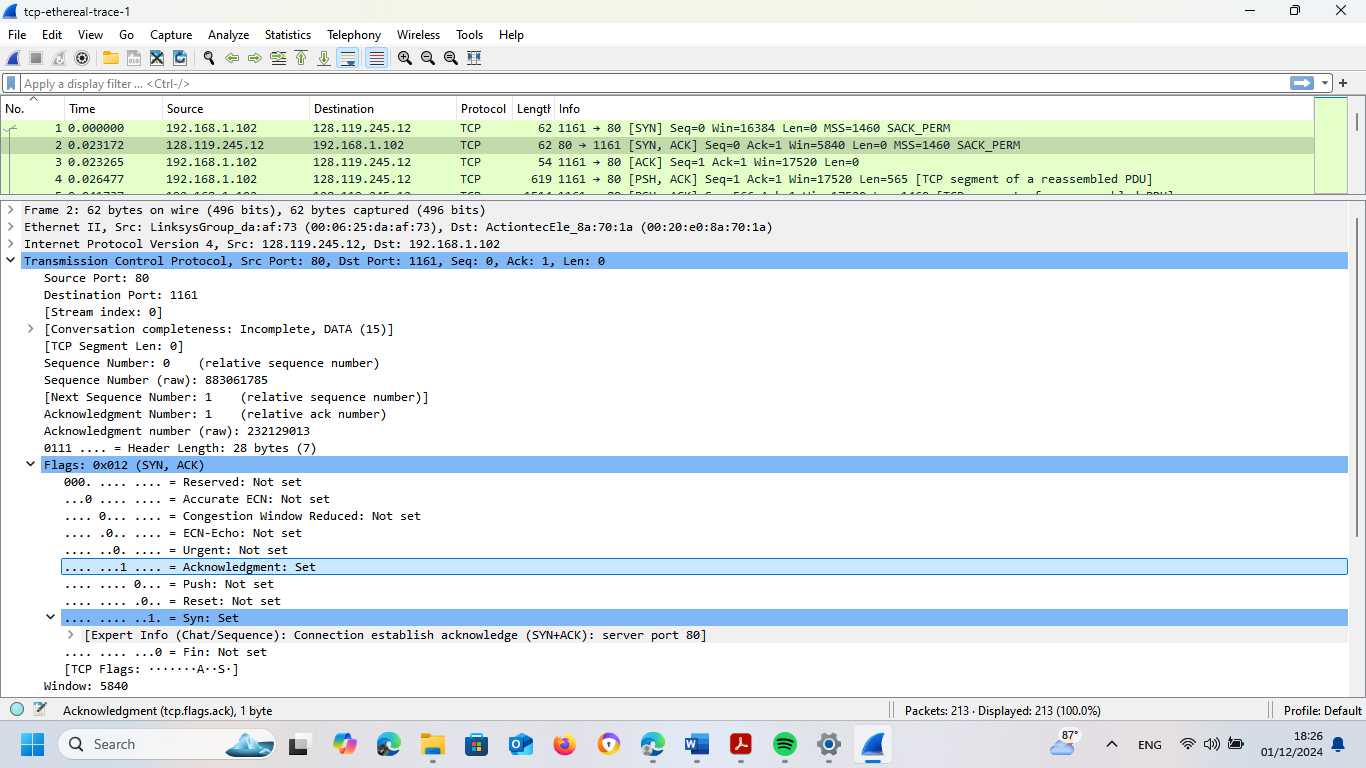 tcp-ethereal-trace-1
File Edit View Go Capture Analyze Statistics Telephony Wireless Tools Help
Apply a display filter ... <Ctrl-/>
No. Time Source Destination Protocol Length Info
1 0.000000 192.168.1.102 128.119.245.12 TCP 62 1161 → 80 [SYN] Seq=0 Win=16384 Len=0 MSS=1460 SACK_PERM
2 0.023172 128.119.245.12 192.168.1.102 TCP 62 80 → 1161 [SYN, ACK] Seq=0 Ack=1 Win=5840 Len=0 MSS=1460 SACK_PERM
3 0.023265 192.168.1.102 128.119.245.12 TCP 54 1161 → 80 [ACK] Seq=1 Ack=1 Win=17520 Len=0
4 0.026477 192.168.1.102 128.119.245.12 TCP 619 1161 → 80 [PSH, ACK] Seq=1 Ack=1 Win=17520 Len=565 [TCP segment of a reassembled PDU]
Frame 2: 62 bytes on wire (496 bits), 62 bytes captured (496 bits)
Ethernet II, Src: LinksysGroup_da:af:73 (00:06:25:da:af:73), Dst: ActiontecEle_8a:70:1a (00:20:e0:8a:70:1a)
Internet Protocol Version 4, Src: 128.119.245.12, Dst: 192.168.1.102
Transmission Control Protocol, Src Port: 80, Dst Port: 1161, Seq: 0, Ack: 1, Len: 0
Source Port: 80
Destination Port: 1161
[Stream index: 0]
[Conversation completeness: Incomplete, DATA (15)]
[TCP Segment Len: 0]
Sequence Number: 0 (relative sequence number)
Sequence Number (raw): 883061785
[Next Sequence Number: 1 (relative sequence number)]
Acknowledgment Number: 1 (relative ack number)
Acknowledgment number (raw): 232129013
0111 .... = Header Length: 28 bytes (7)
Flags: 0x012 (SYN, ACK)
000. .... .... = Reserved: Not set
...0 .... .... = Accurate ECN: Not set
.... 0... .... = Congestion Window Reduced: Not set
.... .0.. .... = ECN-Echo: Not set
.... ..0. .... = Urgent: Not set
.... ...1 .... = Acknowledgment: Set
.... .... 0... = Push: Not set
.... .... .0.. = Reset: Not set
.... .... ..1. = Syn: Set
[Expert Info (Chat/Sequence): Connection establish acknowledge (SYN+ACK): server port 80]
.... .... ...0 = Fin: Not set
[TCP Flags: ·······A··S·]
Window: 5840
Acknowledgment (tcp.flags.ack), 1 byte Packets: 213 · Displayed: 213 (100.0%) Profile: Default
Search 87° ENG 18:26
01/12/2024